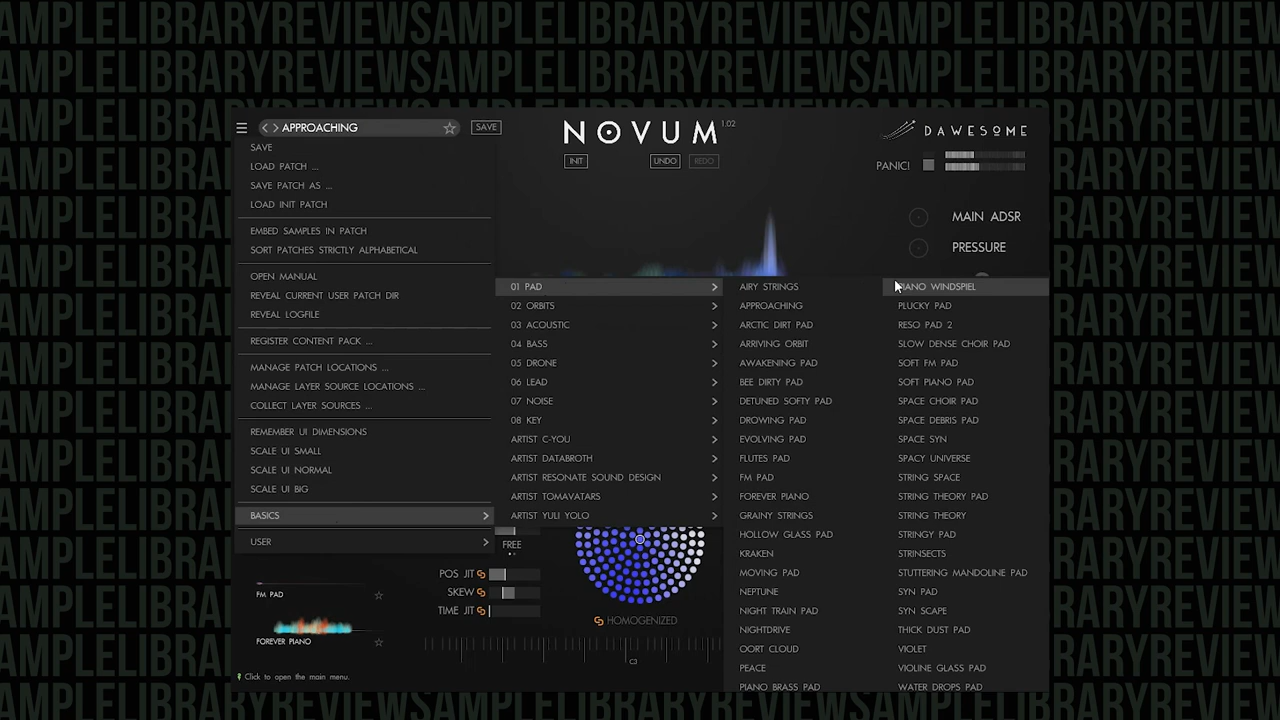 AMPLELIBRARYREVIEWSAMPLELIBRARYREVIEWSAMPLELIBRARYREVIEWSAMPL
APPROACHING
SAVE
NOVUM 1.02
DAWESOME
INIT
UNDO
REDO
PANIC!
MAIN ADSR
PRESSURE
SAVE
LOAD PATCH ...
SAVE PATCH AS ...
LOAD INIT PATCH
EMBED SAMPLES IN PATCH
SORT PATCHES STRICTLY ALPHABETICAL
OPEN MANUAL
REVEAL CURRENT USER PATCH DIR
REVEAL LOGFILE
REGISTER CONTENT PACK ...
MANAGE PATCH LOCATIONS ...
MANAGE LAYER SOURCE LOCATIONS ...
COLLECT LAYER SOURCES ...
REMEMBER UI DIMENSIONS
SCALE UI SMALL
SCALE UI NORMAL
SCALE UI BIG
BASICS
USER
01 PAD
02 ORBITS
03 ACOUSTIC
04 BASS
05 DRONE
06 LEAD
07 NOISE
08 KEY
ARTIST C-YOU
ARTIST DATABROTH
ARTIST RESONATE SOUND DESIGN
ARTIST TOMAVATARS
ARTIST YULI YOLO
AIRY STRINGS
APPROACHING
ARCTIC DIRT PAD
ARRIVING ORBIT
AWAKENING PAD
BEE DIRTY PAD
DETUNED SOFTY PAD
DROWING PAD
EVOLVING PAD
FLUTES PAD
FM PAD
FOREVER PIANO
GRAINY STRINGS
HOLLOW GLASS PAD
KRAKEN
MOVING PAD
NEPTUNE
NIGHT TRAIN PAD
NIGHTDRIVE
OORT CLOUD
PEACE
PIANO BRASS PAD
PIANO WINDSPIEL
PLUCKY PAD
RESO PAD 2
SLOW DENSE CHOIR PAD
SOFT FM PAD
SOFT PIANO PAD
SPACE CHOIR PAD
SPACE DEBRIS PAD
SPACE SYN
SPACY UNIVERSE
STRING SPACE
STRING THEORY PAD
STRING THEORY
STRINGY PAD
STRINSECTS
STUTTERING MANDOLINE PAD
SYN PAD
SYN SCAPE
THICK DUST PAD
VIOLET
VIOLINE GLASS PAD
WATER DROPS PAD
FREE
POS JIT
SKEW
TIME JIT
HOMOGENIZED
C3
FM PAD
FOREVER PIANO
Click to open the main menu.